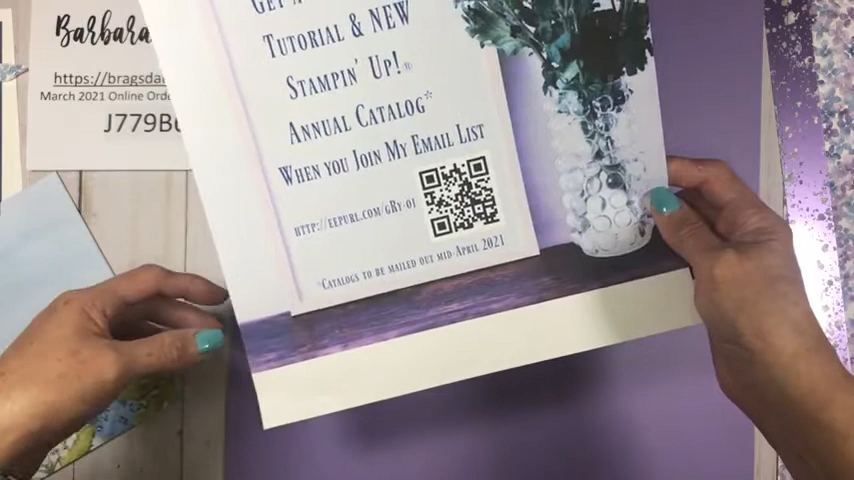 Barbara
https://bragsda
March 2021 Online Orde
J779B
GET A
TUTORIAL & NEW
STAMPIN' UP!®
ANNUAL CATALOG*
WHEN YOU JOIN MY EMAIL LIST
HTTP://EEPURL.COM/GRY-01
*CATALOGS TO BE MAILED OUT MID-APRIL 2021